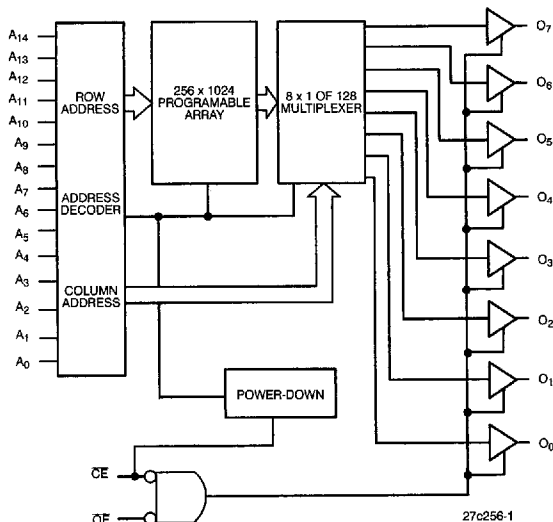 A14
A13
A12
A11
A10
A9
A8
A7
A6
A5
A4
A3
A2
A1
A0
ROW
ADDRESS
ADDRESS
DECODER
COLUMN
ADDRESS
256 x 1024
PROGRAMABLE
ARRAY
8 x 1 OF 128
MULTIPLEXER
POWER-DOWN
CE
OE
O7
O6
O5
O4
O3
O2
O1
O0
27c256-1